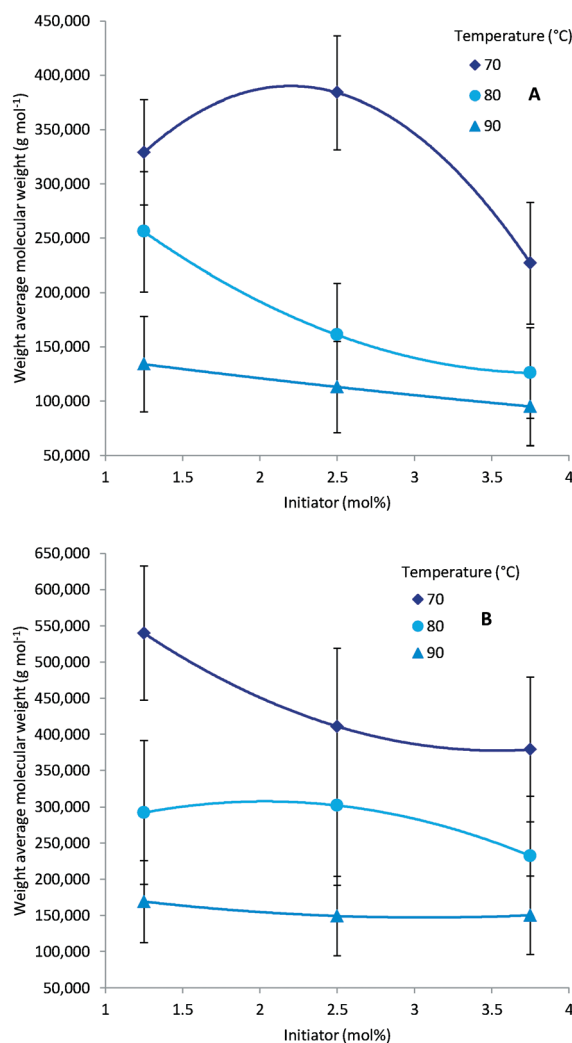 450,000
400,000
350,000
300,000
250,000
200,000
150,000
100,000
50,000
Weight average molecular weight (g mol⁻¹)
Temperature (°C)
70
80
90
A
1 1.5 2 2.5 3 3.5 4
Initiator (mol%)
650,000
600,000
550,000
500,000
450,000
400,000
350,000
300,000
250,000
200,000
150,000
100,000
50,000
Weight average molecular weight (g mol⁻¹)
Temperature (°C)
70
80
90
B
1 1.5 2 2.5 3 3.5 4
Initiator (mol%)